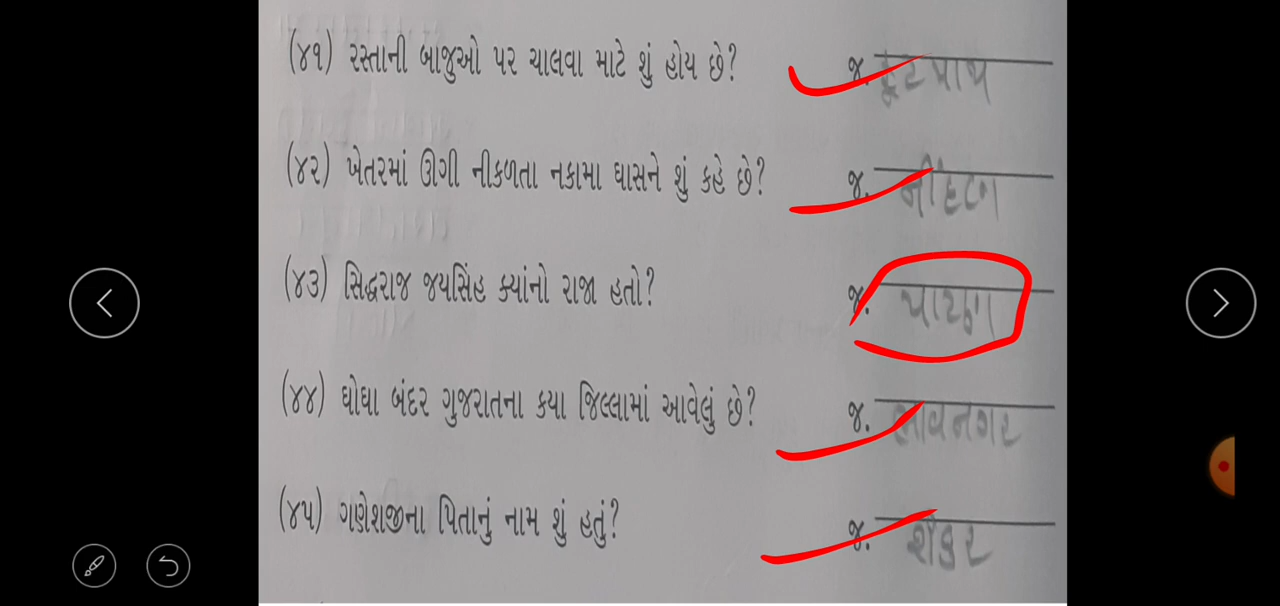 (૪૧) રસ્તાની બાજુઓ પર ચાલવા માટે શું હોય છે? જ. ફૂટપાથ
(૪૨) ખેતરમાં ઊગી નીકળતા નકામા ઘાસને શું કહે છે? જ.
(૪૩) સિદ્ધરાજ જયસિંહ ક્યાંનો રાજા હતો? જ. પાટણ
(૪૪) ઘોઘા બંદર ગુજરાતના કયા જિલ્લામાં આવેલું છે? જ. ભાવનગર
(૪૫) ગણેશજીના પિતાનું નામ શું હતું? જ. શંકર